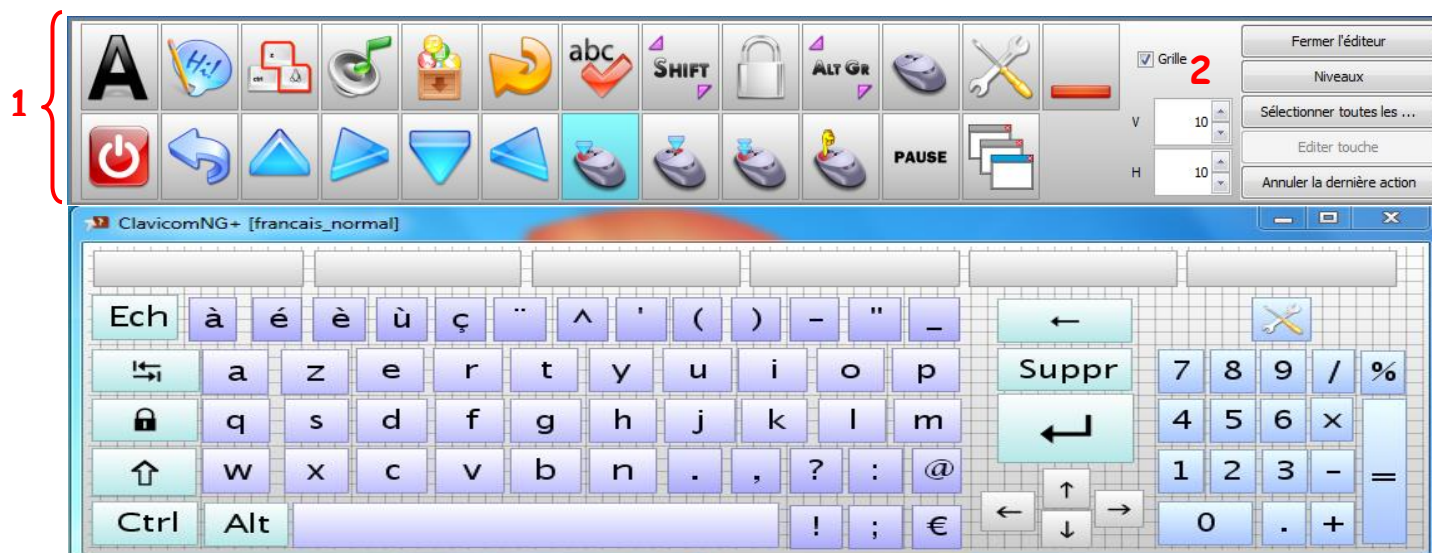 1
A Hi! ctrl abc SHIFT ALT GR
PAUSE
Grille 2
V 10
H 10
Fermer l'éditeur
Niveaux
Sélectionner toutes les ...
Editer touche
Annuler la dernière action
ClavicomNG+ [francais_normal]
Ech à é è ù ç ¨ ^ ' ( ) - " _ ←
a z e r t y u i o p Suppr 7 8 9 / %
q s d f g h j k l m 4 5 6 ×
w x c v b n . , ? : @ ↑ 1 2 3 - =
Ctrl Alt ! ; € ← ↓ → 0 . +